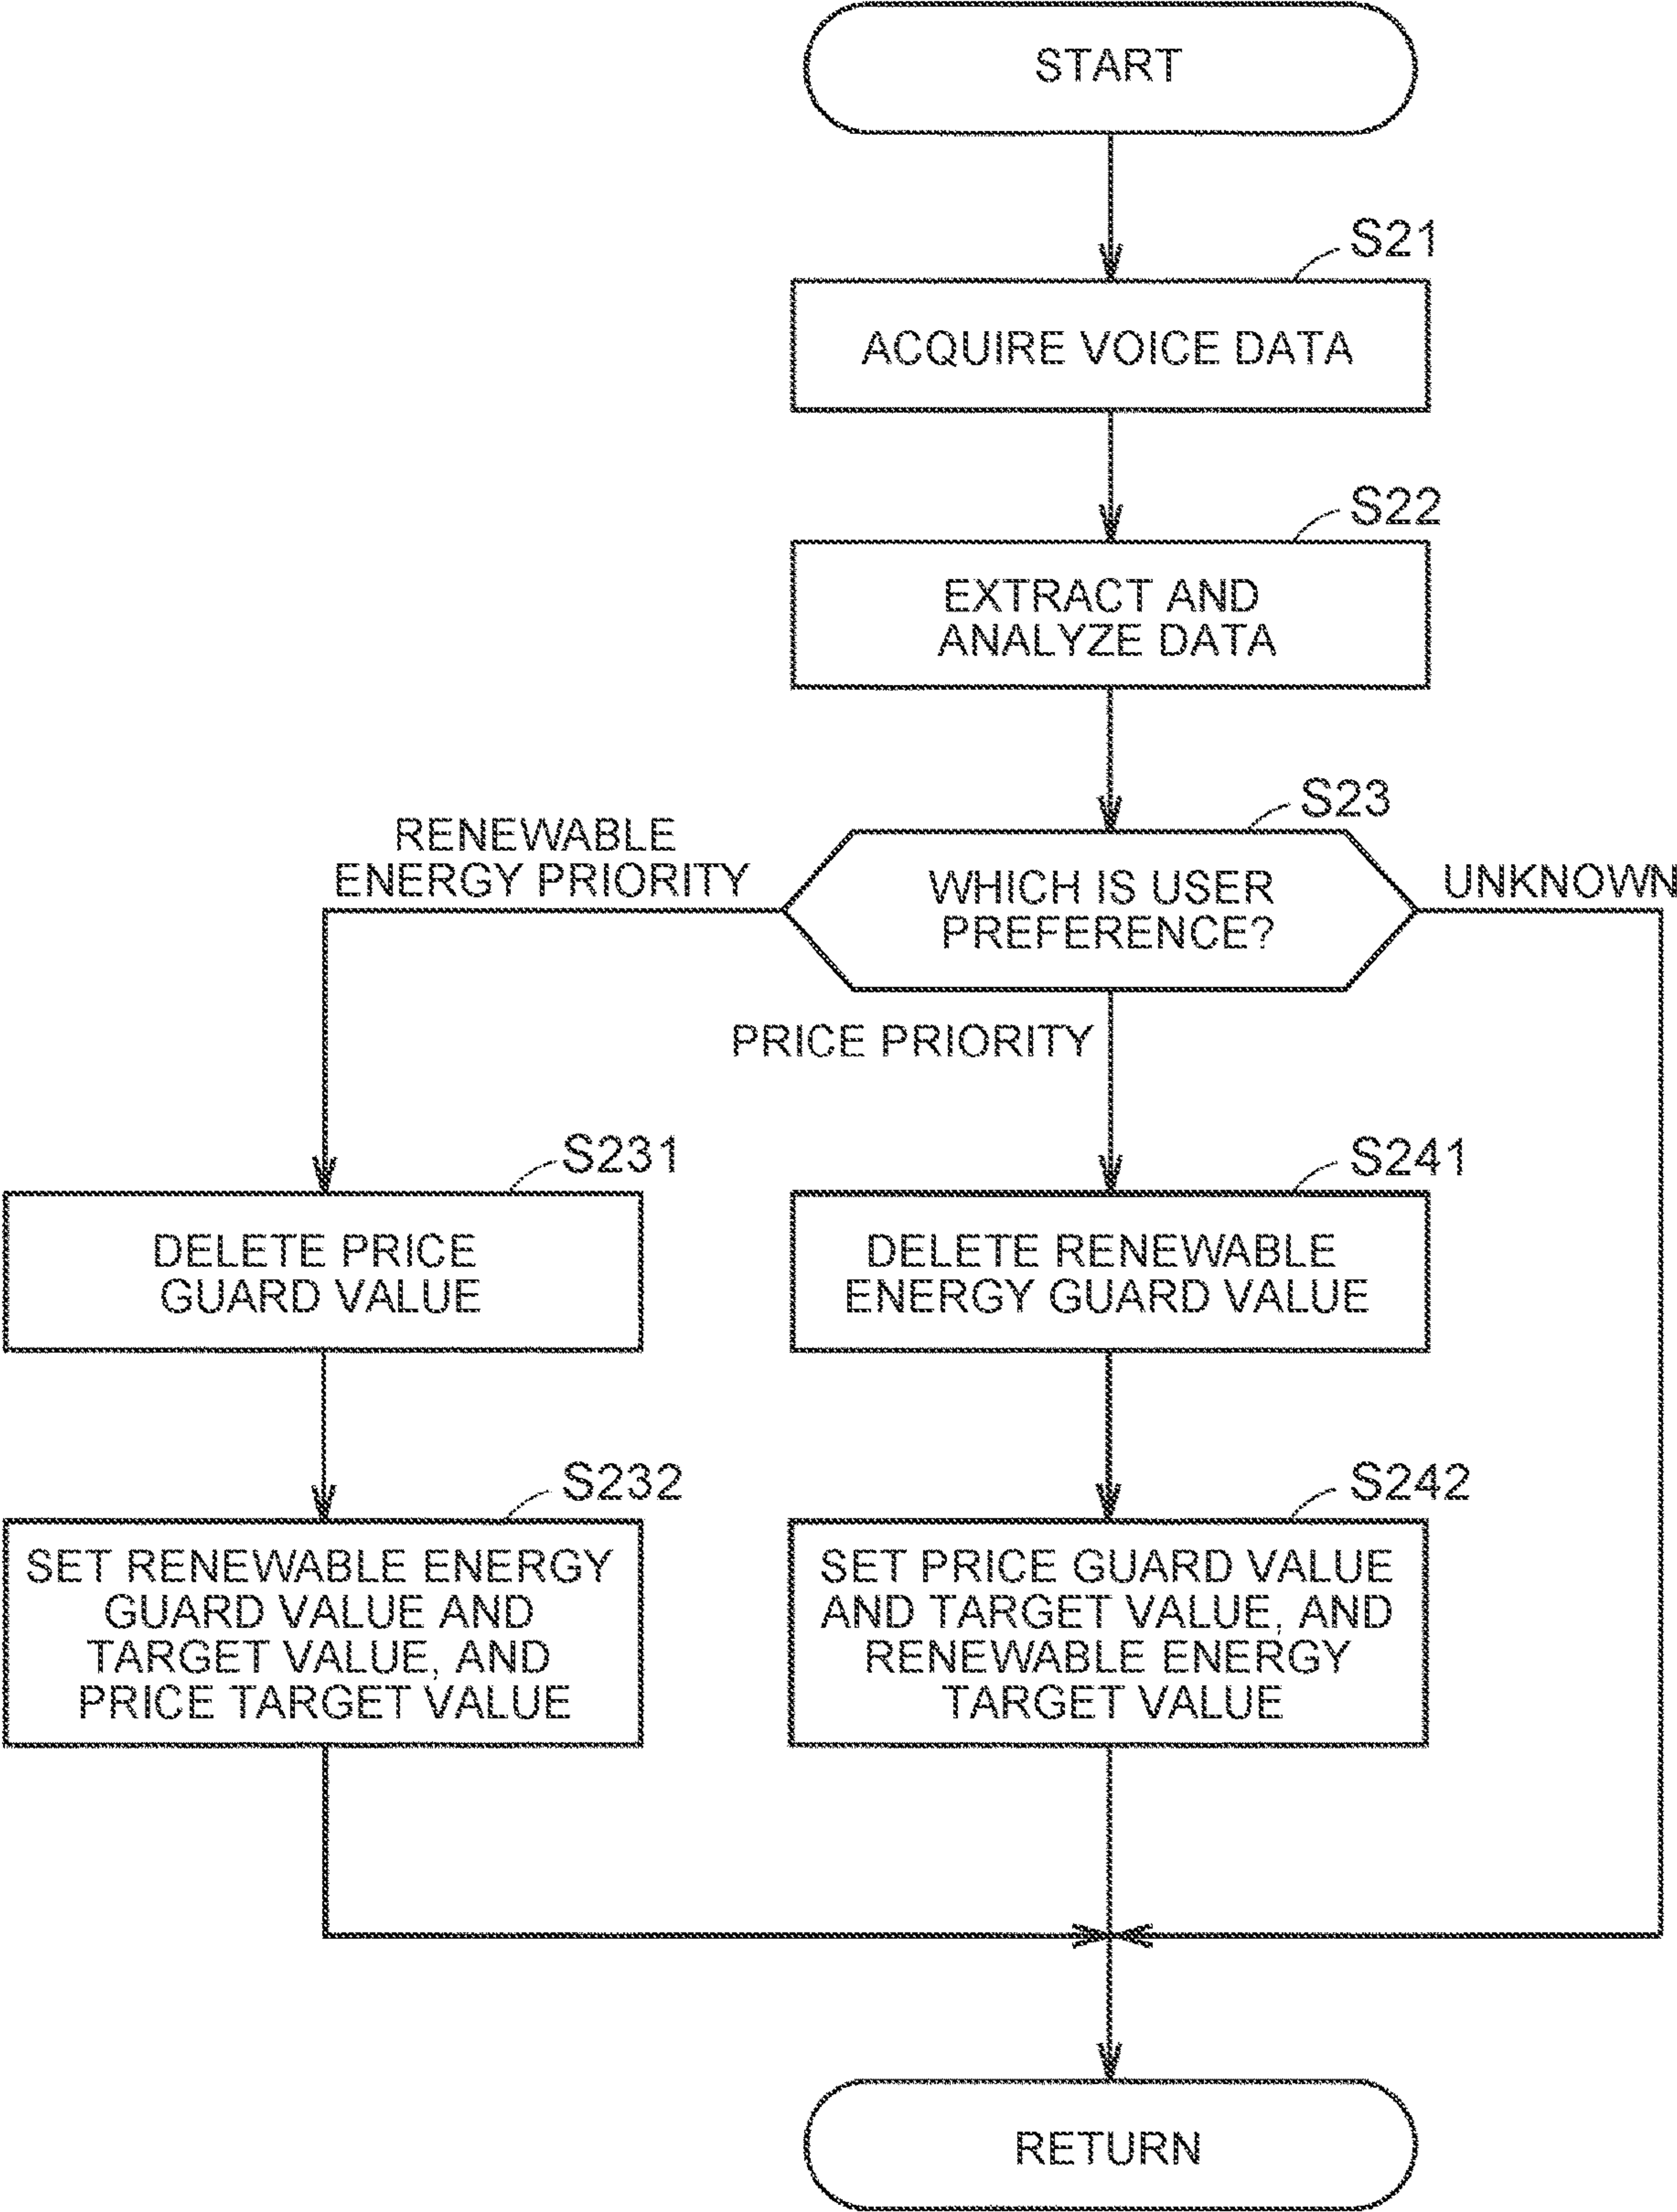 START
S21
ACQUIRE VOICE DATA
S22
EXTRACT AND
ANALYZE DATA
S23
RENEWABLE
ENERGY PRIORITY
WHICH IS USER
PREFERENCE?
UNKNOWN
PRICE PRIORITY
S231
DELETE PRICE
GUARD VALUE
S241
DELETE RENEWABLE
ENERGY GUARD VALUE
S232
SET RENEWABLE ENERGY
GUARD VALUE AND
TARGET VALUE, AND
PRICE TARGET VALUE
S242
SET PRICE GUARD VALUE
AND TARGET VALUE, AND
RENEWABLE ENERGY
TARGET VALUE
RETURN